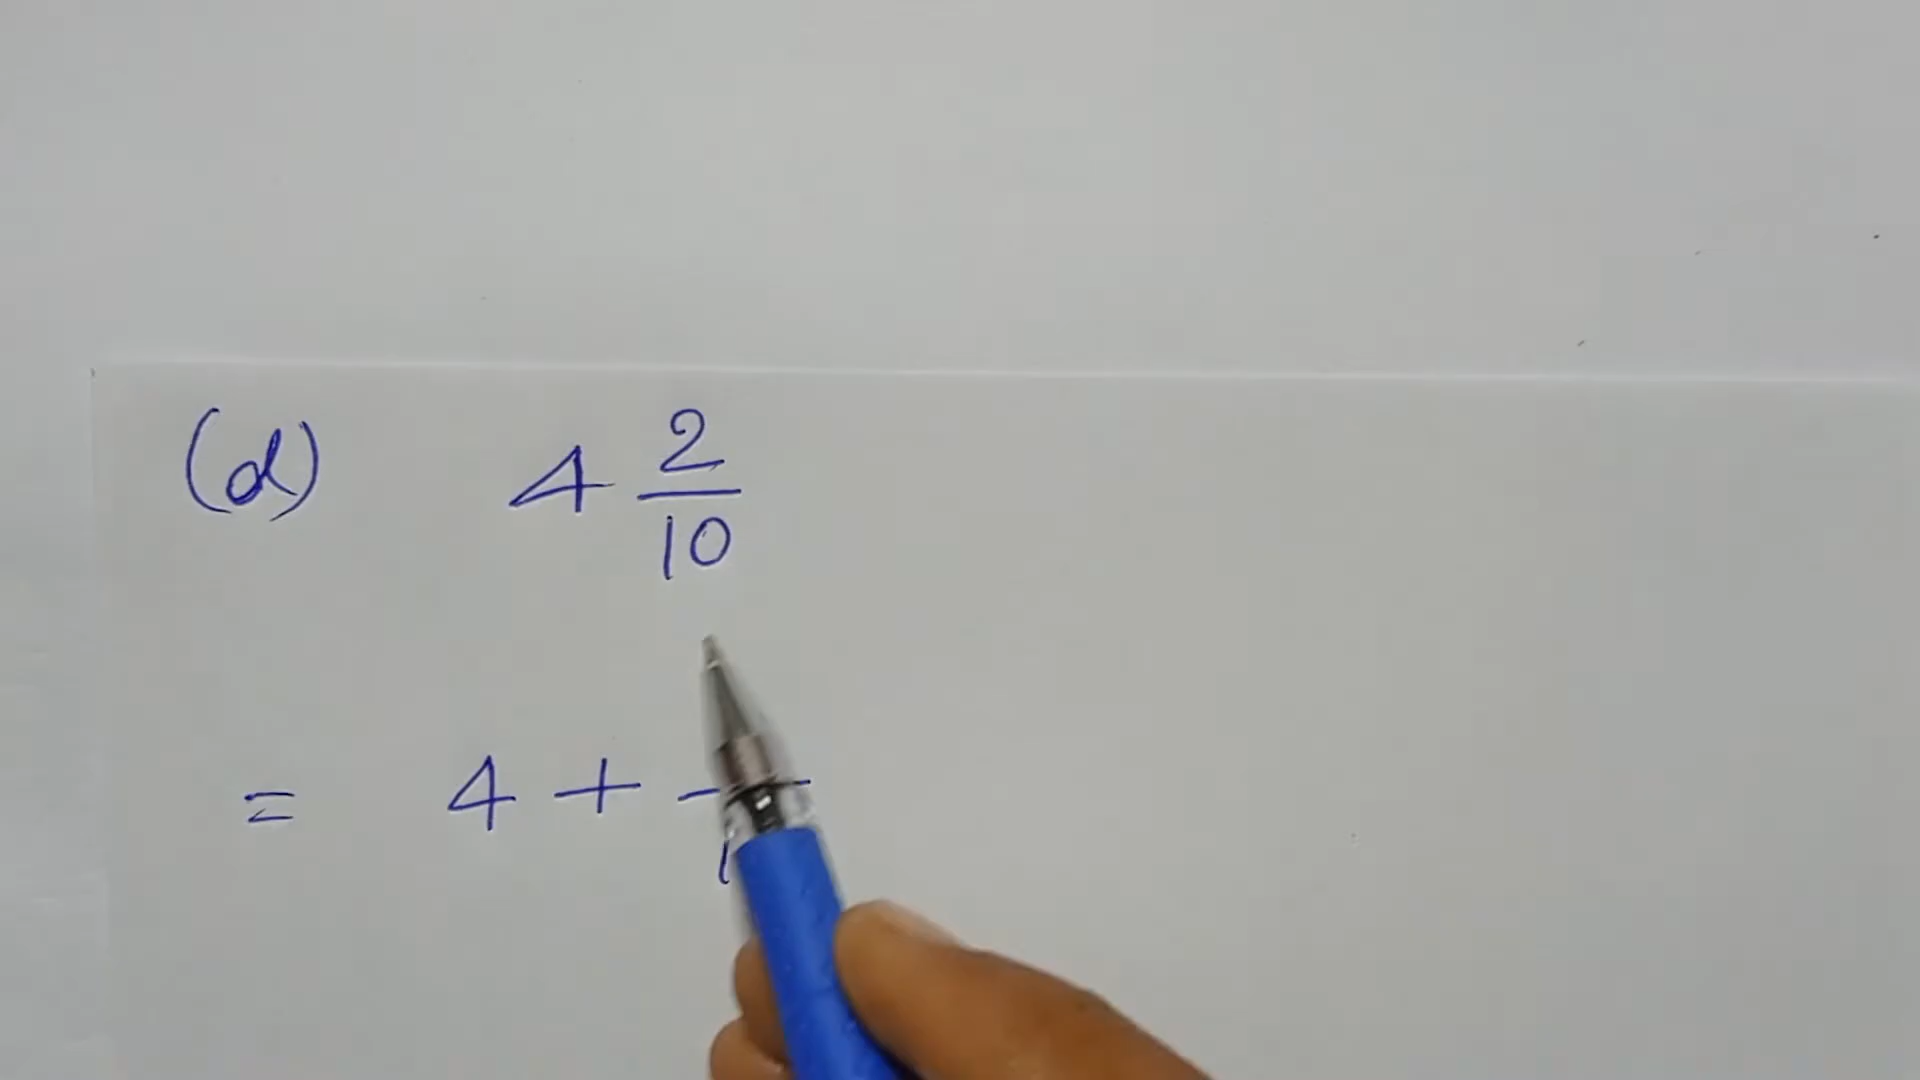 (d) 4 2/10
= 4 +